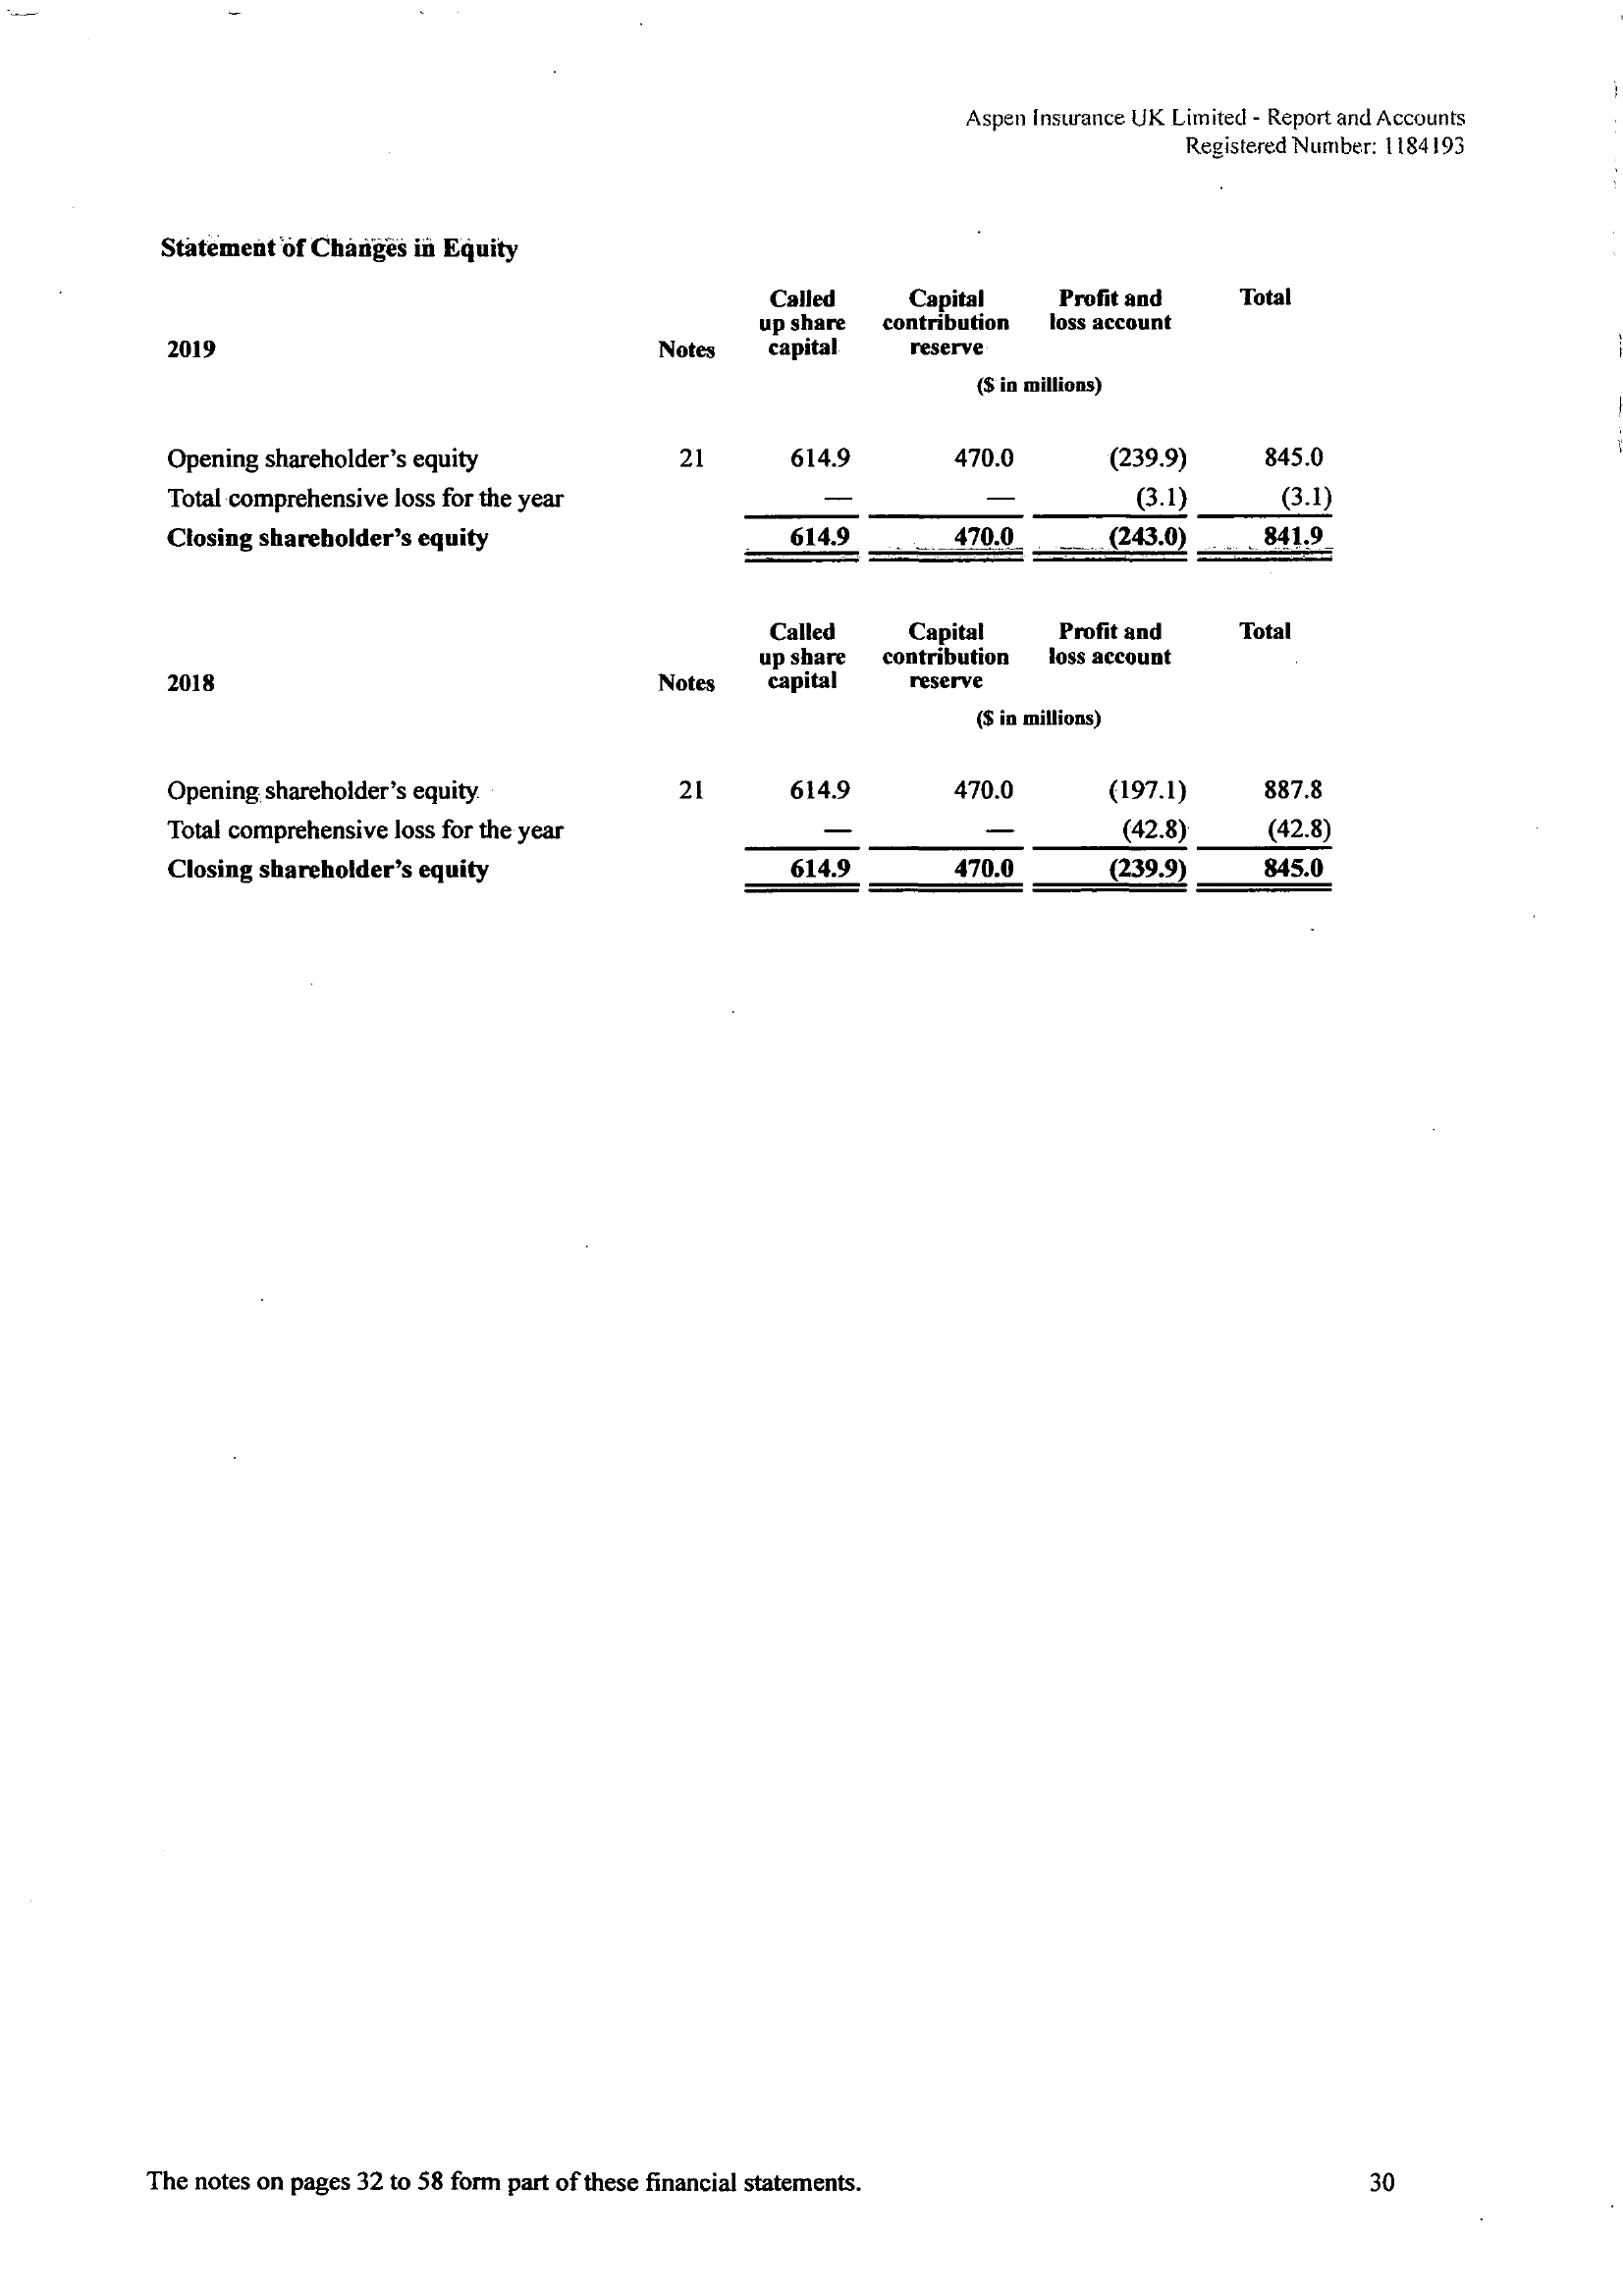 Aspen Insurance UK Limited - Report and Accounts
Registered Number: 1184193
Statement of Changes in Equity
Called Capital Profit and Total
up share contribution loss account
2019 Notes capital reserve
($ in millions)
Opening shareholder's equity 21 614.9 470.0 (239.9) 845.0
Total comprehensive loss for the year — — (3.1) (3.1)
Closing shareholder's equity 614.9 470.0 (243.0) 841.9
Called Capital Profit and Total
up share contribution loss account
2018 Notes capital reserve
($ in millions)
Opening shareholder's equity 21 614.9 470.0 (197.1) 887.8
Total comprehensive loss for the year — — (42.8) (42.8)
Closing shareholder's equity 614.9 470.0 (239.9) 845.0
The notes on pages 32 to 58 form part of these financial statements. 30